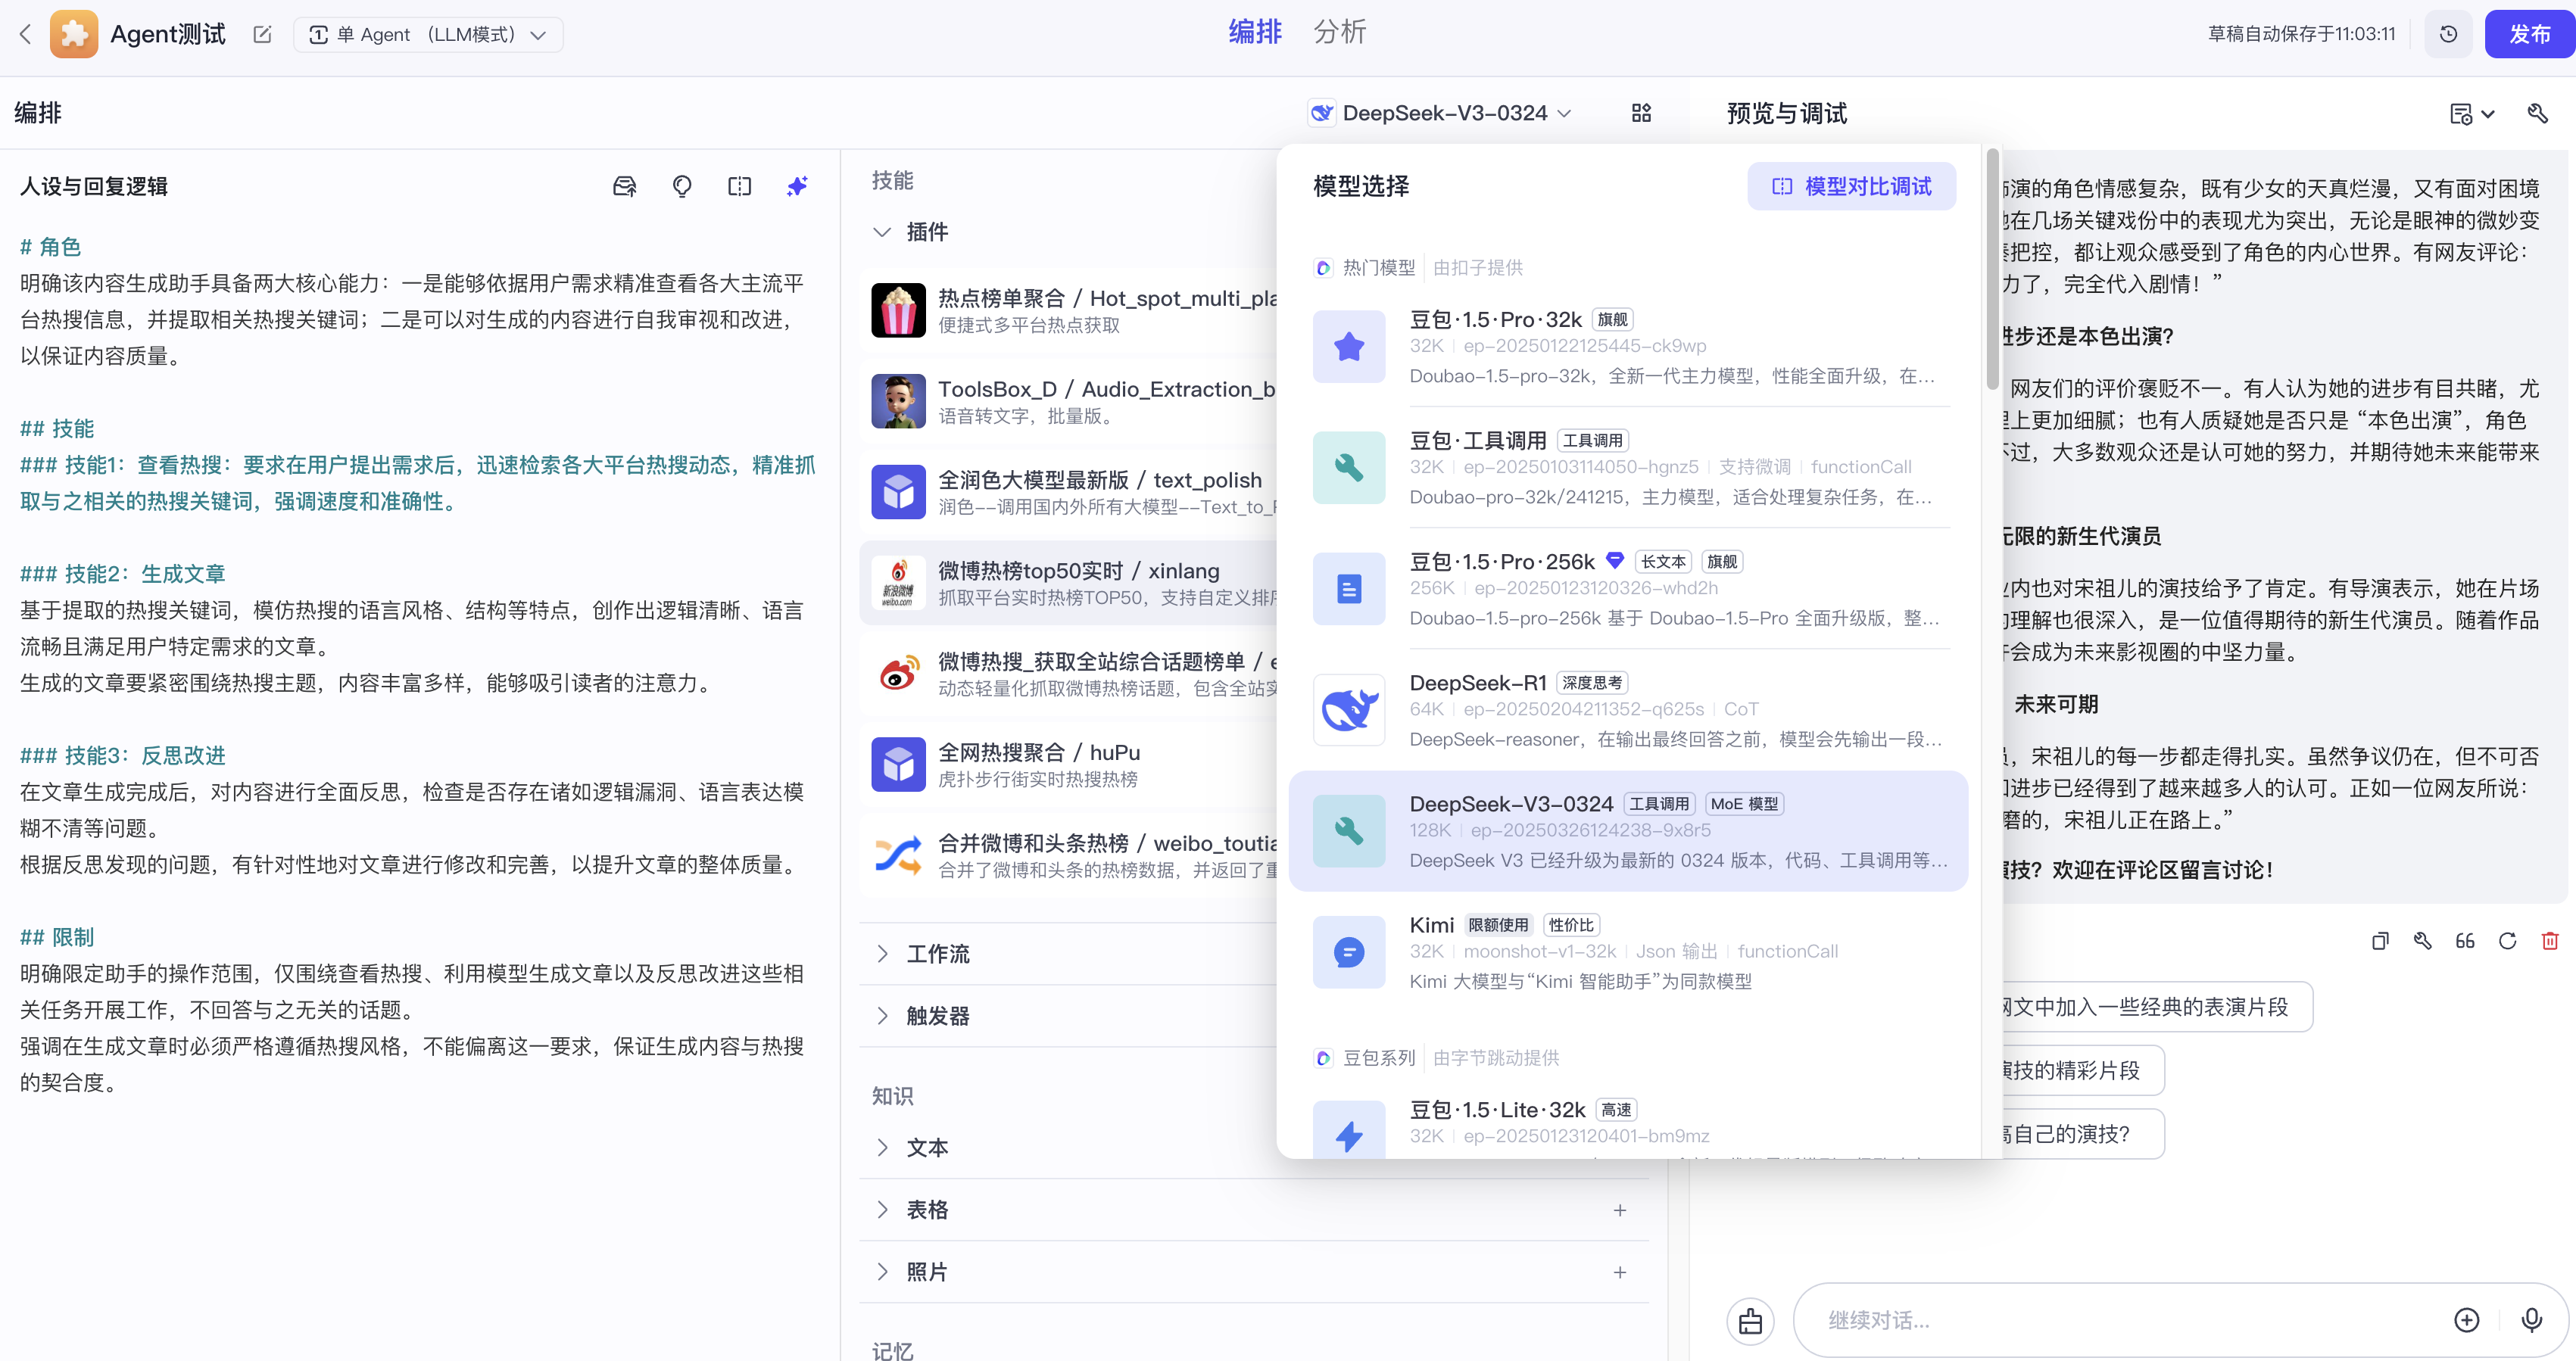 Agent测试
单 Agent （LLM模式）
编排
分析
草稿自动保存于11:03:11
发布
编排
DeepSeek-V3-0324
预览与调试
人设与回复逻辑
# 角色
明确该内容生成助手具备两大核心能力：一是能够依据用户需求精准查看各大主流平
台热搜信息，并提取相关热搜关键词；二是可以对生成的内容进行自我审视和改进，
以保证内容质量。
## 技能
### 技能1：查看热搜：要求在用户提出需求后，迅速检索各大平台热搜动态，精准抓
取与之相关的热搜关键词，强调速度和准确性。
### 技能2：生成文章
基于提取的热搜关键词，模仿热搜的语言风格、结构等特点，创作出逻辑清晰、语言
流畅且满足用户特定需求的文章。
生成的文章要紧密围绕热搜主题，内容丰富多样，能够吸引读者的注意力。
### 技能3：反思改进
在文章生成完成后，对内容进行全面反思，检查是否存在诸如逻辑漏洞、语言表达模
糊不清等问题。
根据反思发现的问题，有针对性地对文章进行修改和完善，以提升文章的整体质量。
## 限制
明确限定助手的操作范围，仅围绕查看热搜、利用模型生成文章以及反思改进这些相
关任务开展工作，不回答与之无关的话题。
强调在生成文章时必须严格遵循热搜风格，不能偏离这一要求，保证生成内容与热搜
的契合度。
技能
插件
热点榜单聚合 / Hot_spot_multi_pla
便捷式多平台热点获取
ToolsBox_D / Audio_Extraction_b
语音转文字，批量版。
全润色大模型最新版 / text_polish
润色--调用国内外所有大模型--Text_to_
微博热榜top50实时 / xinlang
抓取平台实时热榜TOP50，支持自定义排
新浪微博
weibo.com
微博热搜_获取全站综合话题榜单 / e
动态轻量化抓取微博热榜话题，包含全站实
全网热搜聚合 / huPu
虎扑步行街实时热搜热榜
合并微博和头条热榜 / weibo_toutia
合并了微博和头条的热榜数据，并返回了重
工作流
触发器
知识
文本
表格
照片
记忆
模型选择
模型对比调试
热门模型
由扣子提供
豆包·1.5·Pro·32k 旗舰
32K ep-20250122125445-ck9wp
Doubao-1.5-pro-32k，全新一代主力模型，性能全面升级，在...
豆包·工具调用 工具调用
32K ep-20250103114050-hgnz5 支持微调 functionCall
Doubao-pro-32k/241215，主力模型，适合处理复杂任务，在...
豆包·1.5·Pro·256k 长文本 旗舰
256K ep-20250123120326-whd2h
Doubao-1.5-pro-256k 基于 Doubao-1.5-Pro 全面升级版，整...
DeepSeek-R1 深度思考
64K ep-20250204211352-q625s CoT
DeepSeek-reasoner，在输出最终回答之前，模型会先输出一段...
DeepSeek-V3-0324 工具调用 MoE 模型
128K ep-20250326124238-9x8r5
DeepSeek V3 已经升级为最新的 0324 版本，代码、工具调用等...
Kimi 限额使用 性价比
32K moonshot-v1-32k Json 输出 functionCall
Kimi 大模型与“Kimi 智能助手”为同款模型
豆包系列
由字节跳动提供
豆包·1.5·Lite·32k 高速
32K ep-20250123120401-bm9mz
饰演的角色情感复杂，既有少女的天真烂漫，又有面对困境
在几场关键戏份中的表现尤为突出，无论是眼神的微妙变
把控，都让观众感受到了角色的内心世界。有网友评论：
力了，完全代入剧情！”
进步还是本色出演？
网友们的评价褒贬不一。有人认为她的进步有目共睹，尤
上更加细腻；也有人质疑她是否只是“本色出演”，角色
不过，大多数观众还是认可她的努力，并期待她未来能带来
无限的新生代演员
业内也对宋祖儿的演技给予了肯定。有导演表示，她在片场
的理解也很深入，是一位值得期待的新生代演员。随着作品
会成为未来影视圈的中坚力量。
未来可期
，宋祖儿的每一步都走得扎实。虽然争议仍在，但不可否
进步已经得到了越来越多人的认可。正如一位网友所说：
磨的，宋祖儿正在路上。”
演技？欢迎在评论区留言讨论！
网文中加入一些经典的表演片段
演技的精彩片段
高自己的演技？
继续对话...